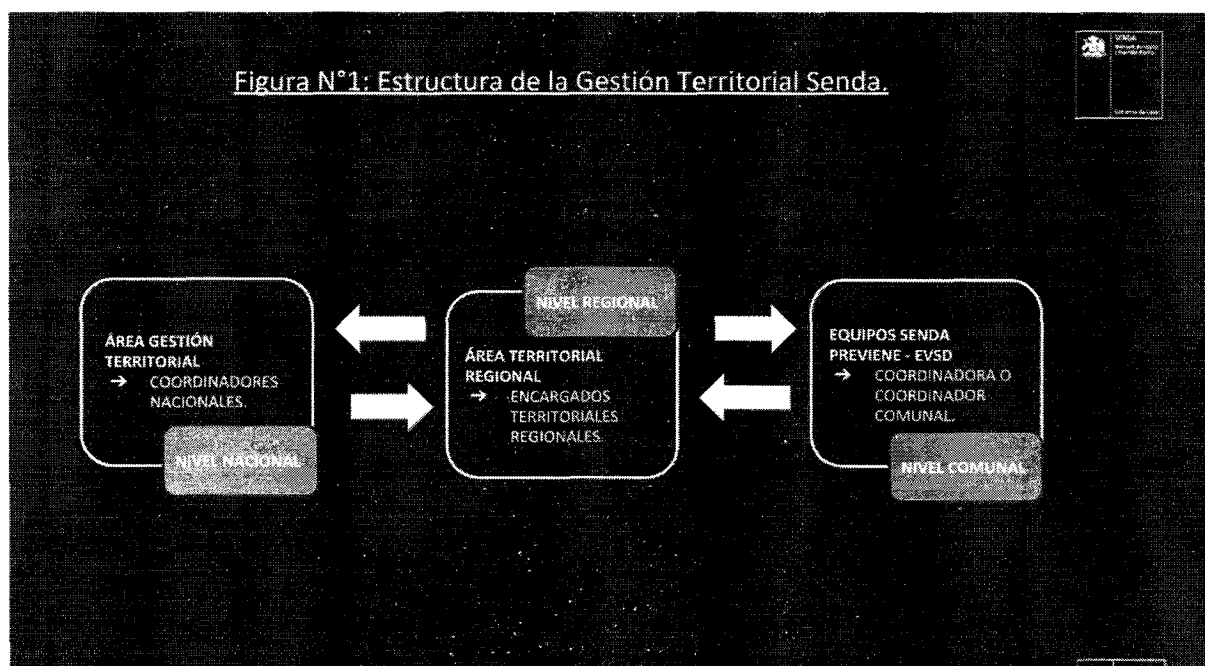 Figura N°1: Estructura de la Gestión Territorial Senda.
ÁREA GESTIÓN
TERRITORIAL
→ COORDINADORES
NACIONALES.
NIVEL NACIONAL
NIVEL REGIONAL
ÁREA TERRITORIAL
REGIONAL
→ ENCARGADOS
TERRITORIALES
REGIONALES.
EQUIPOS SENDA
PREVIENE - EVSD
→ COORDINADORA O
COORDINADOR
COMUNAL.
NIVEL COMUNAL